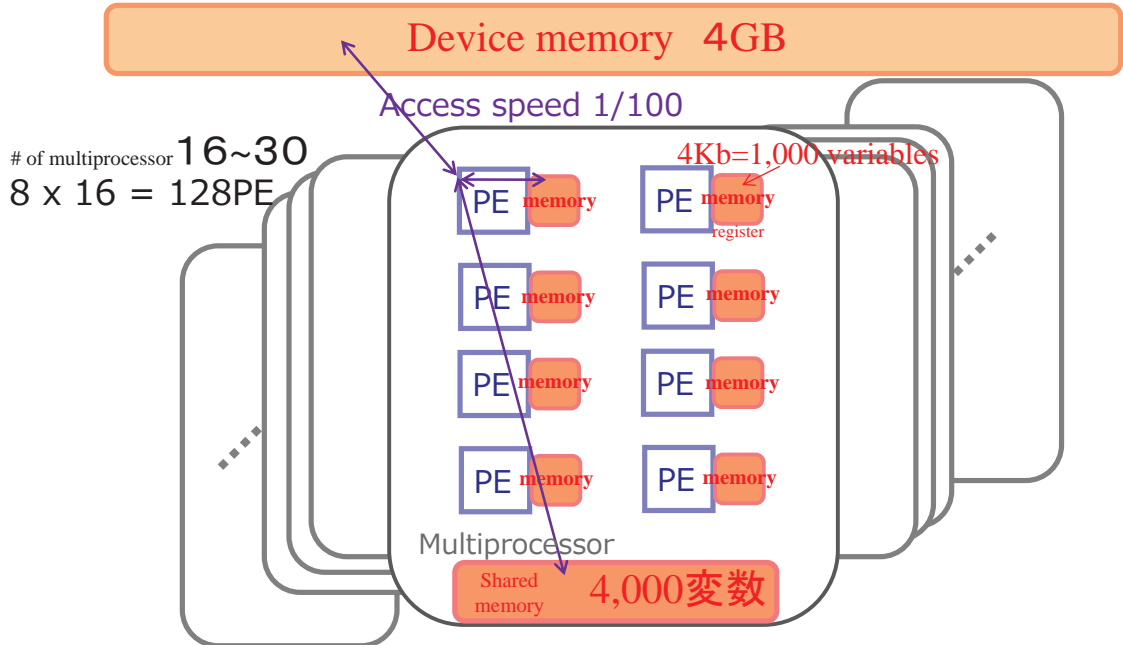 Device memory 4GB
Access speed 1/100
# of multiprocessor 16~30
8 x 16 = 128PE
4Kb=1,000 variables
PE memory PE memory
register
PE memory PE memory
PE memory PE memory
PE memory PE memory
Multiprocessor
Shared
memory
4,000変数